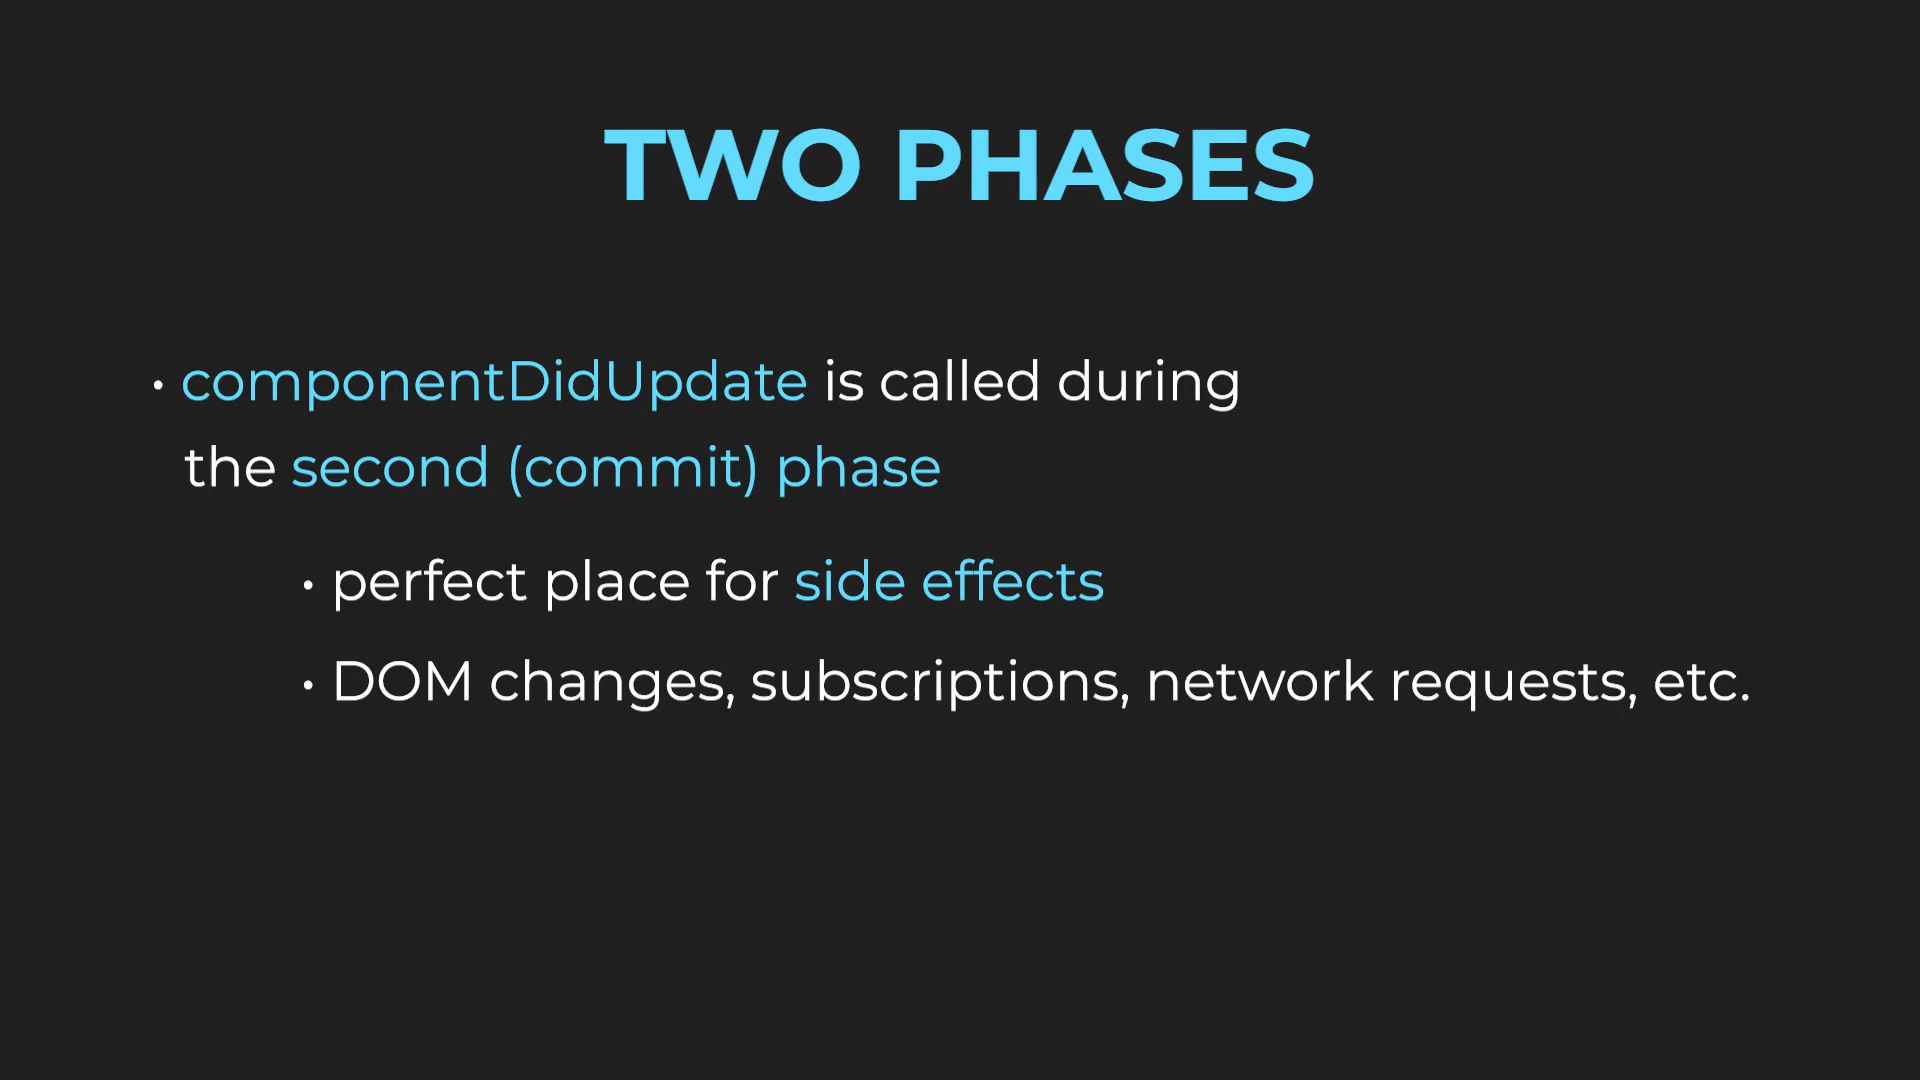 TWO PHASES
• componentDidUpdate is called during
the second (commit) phase
• perfect place for side effects
• DOM changes, subscriptions, network requests, etc.